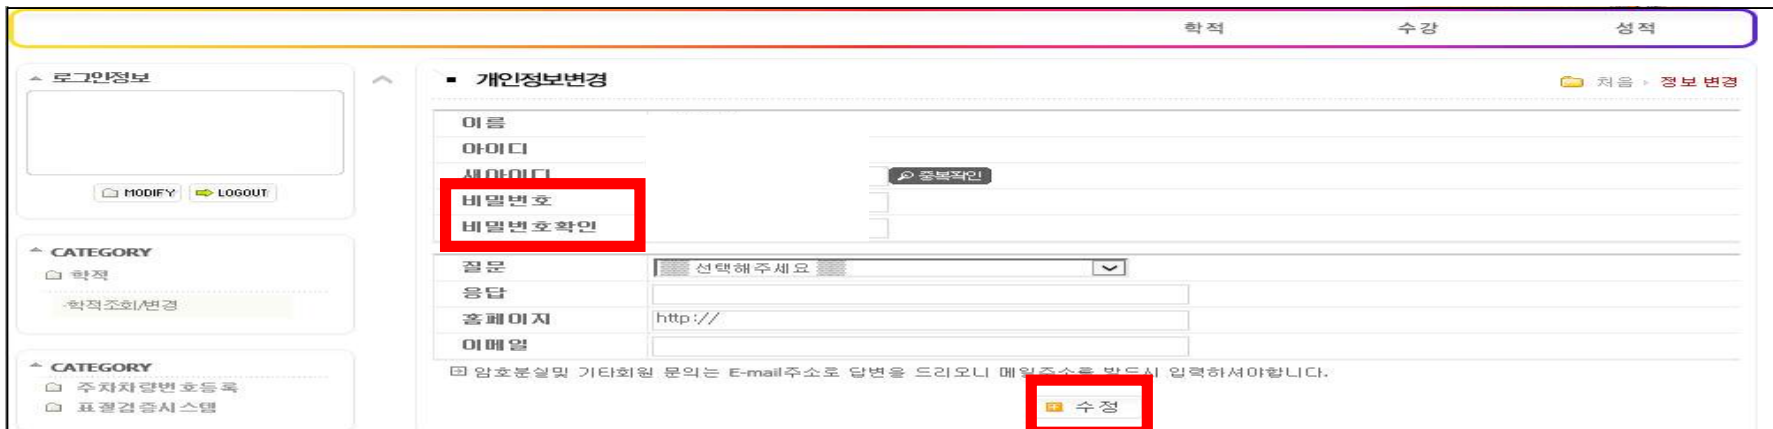 학적 수강 성적
로그인정보
MODIFY LOGOUT
CATEGORY
학적
·학적조회/변경
CATEGORY
주차차량번호등록
표절검증시스템
▪ 개인정보변경
처음 › 정보 변경
이름
아이디
새아이디 중복확인
비밀번호
비밀번호확인
질문 선택해주세요
응답
홈페이지 http://
이메일
암호분실및 기타회원 문의는 E-mail주소로 답변을 드리오니 메일주소를 반드시 입력하셔야합니다.
수정